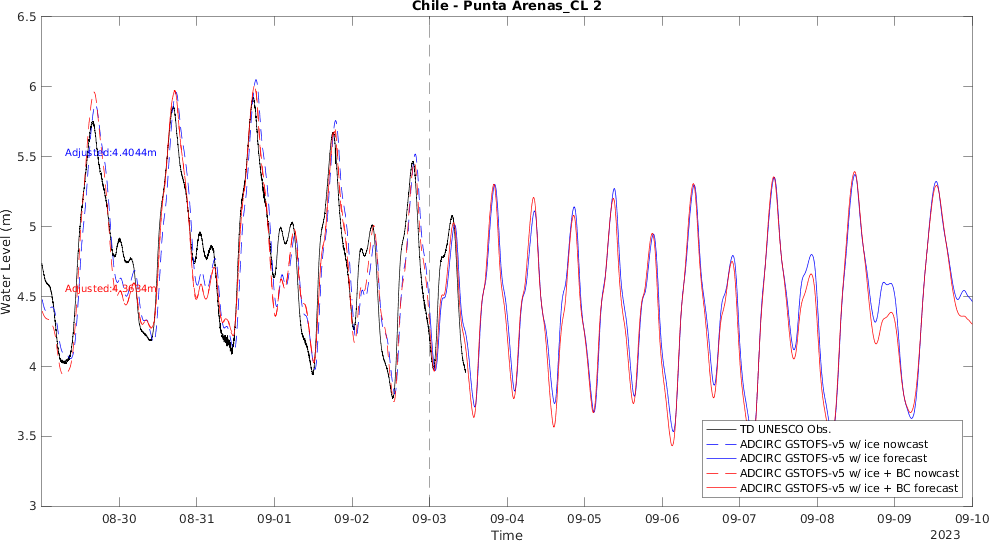 Chile - Punta Arenas_CL 2
6.5
6
5.5
5
4.5
4
3.5
3
Water Level (m)
Adjusted:4.4044m
Adjusted:4.3684m
TD UNESCO Obs.
ADCIRC GSTOFS-v5 w/ ice nowcast
ADCIRC GSTOFS-v5 w/ ice forecast
ADCIRC GSTOFS-v5 w/ ice + BC nowcast
ADCIRC GSTOFS-v5 w/ ice + BC forecast
08-30 08-31 09-01 09-02 09-03 09-04 09-05 09-06 09-07 09-08 09-09 09-10
Time
2023